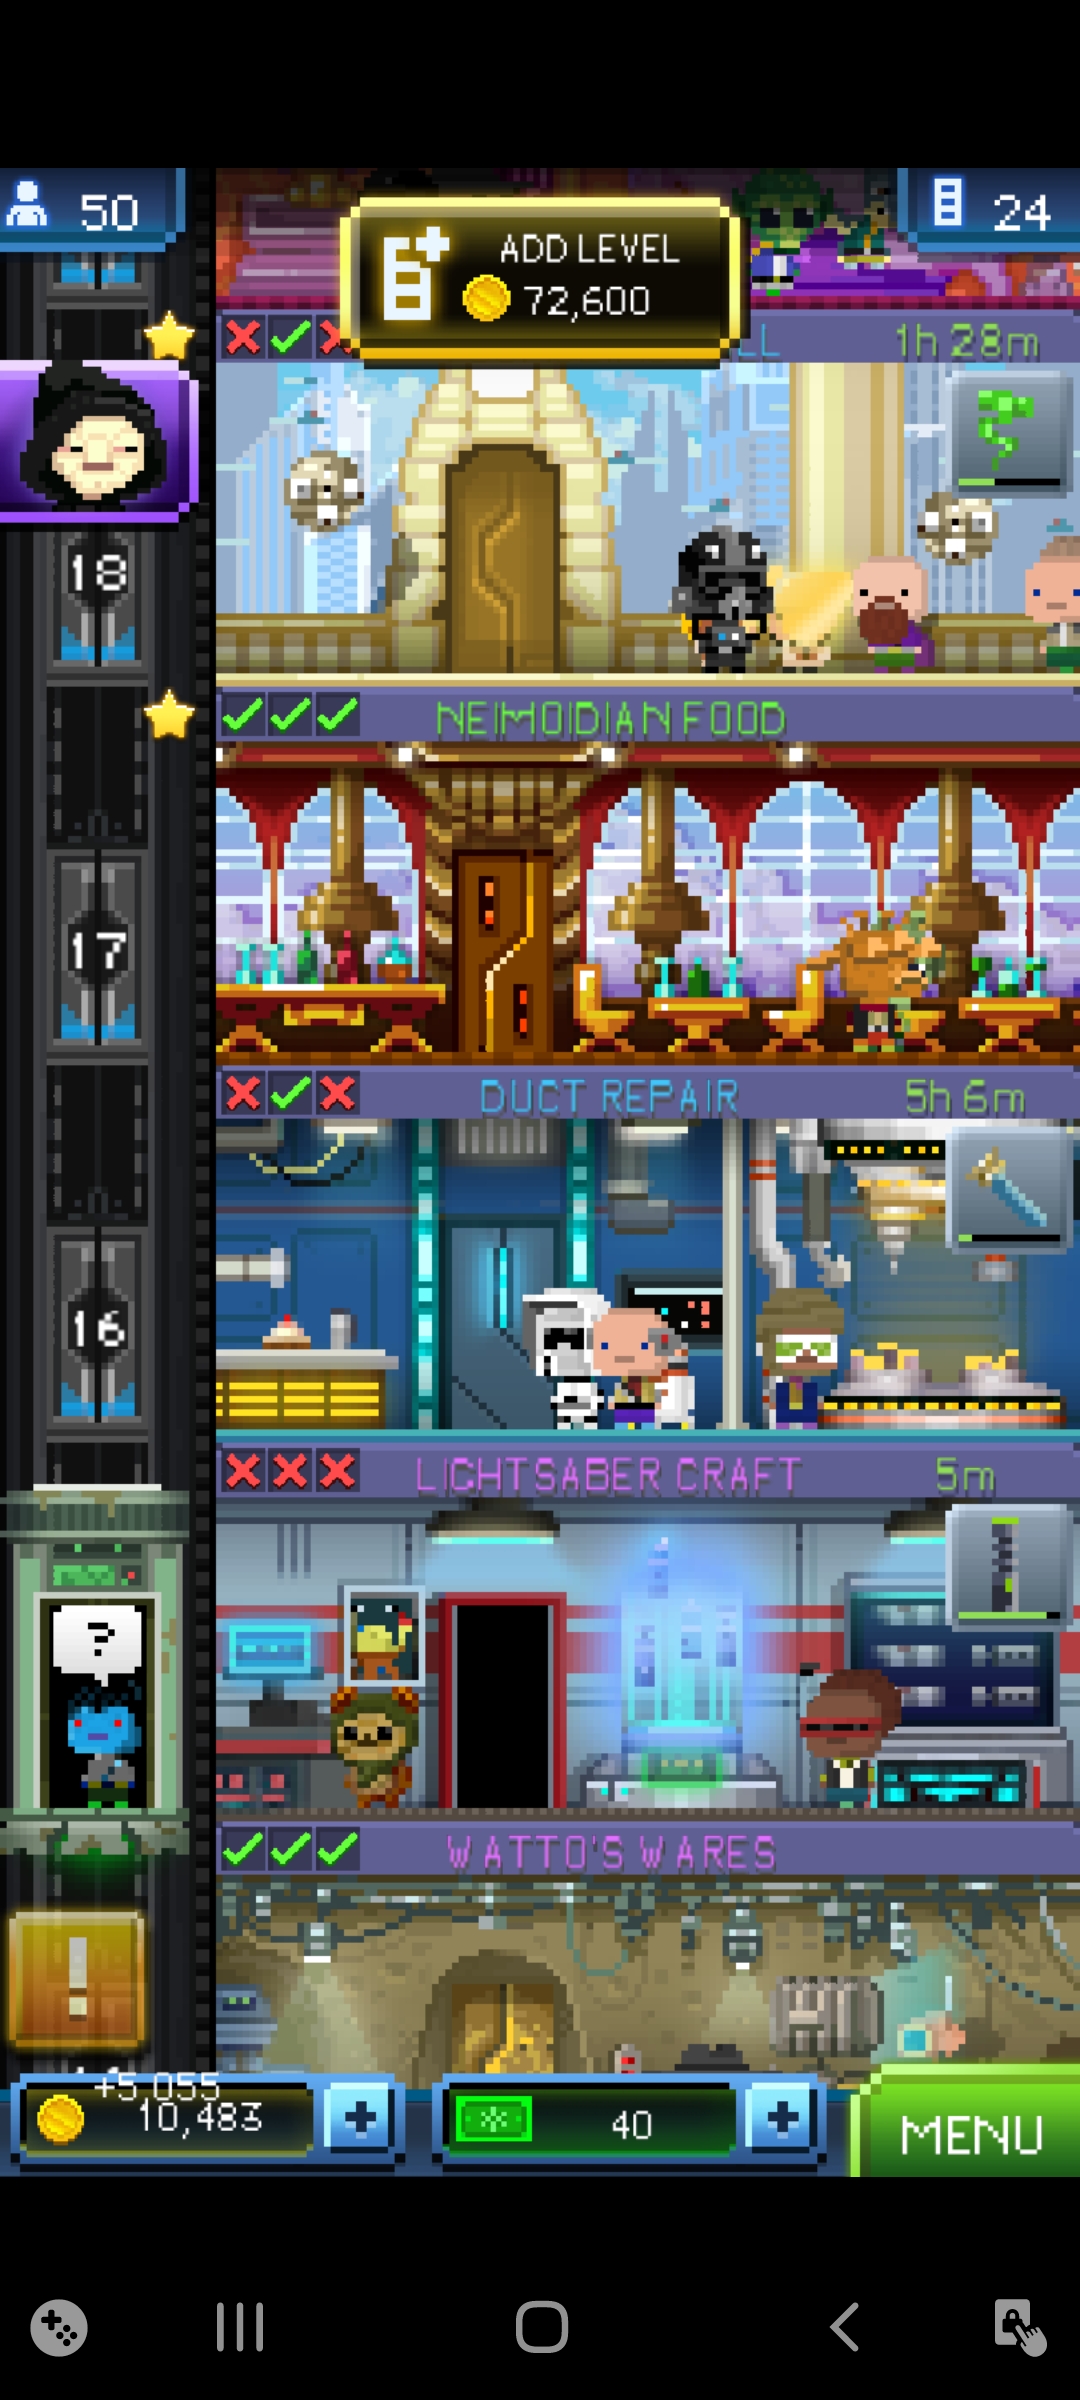 50
ADD LEVEL
72,600
24
LL
1h 28m
18
NEIMOIDIAN FOOD
17
DUCT REPAIR
5h 6m
16
LIGHTSABER CRAFT
5m
?
WATTO'S WARES
!
+5,055
10,483
+
40
+
MENU